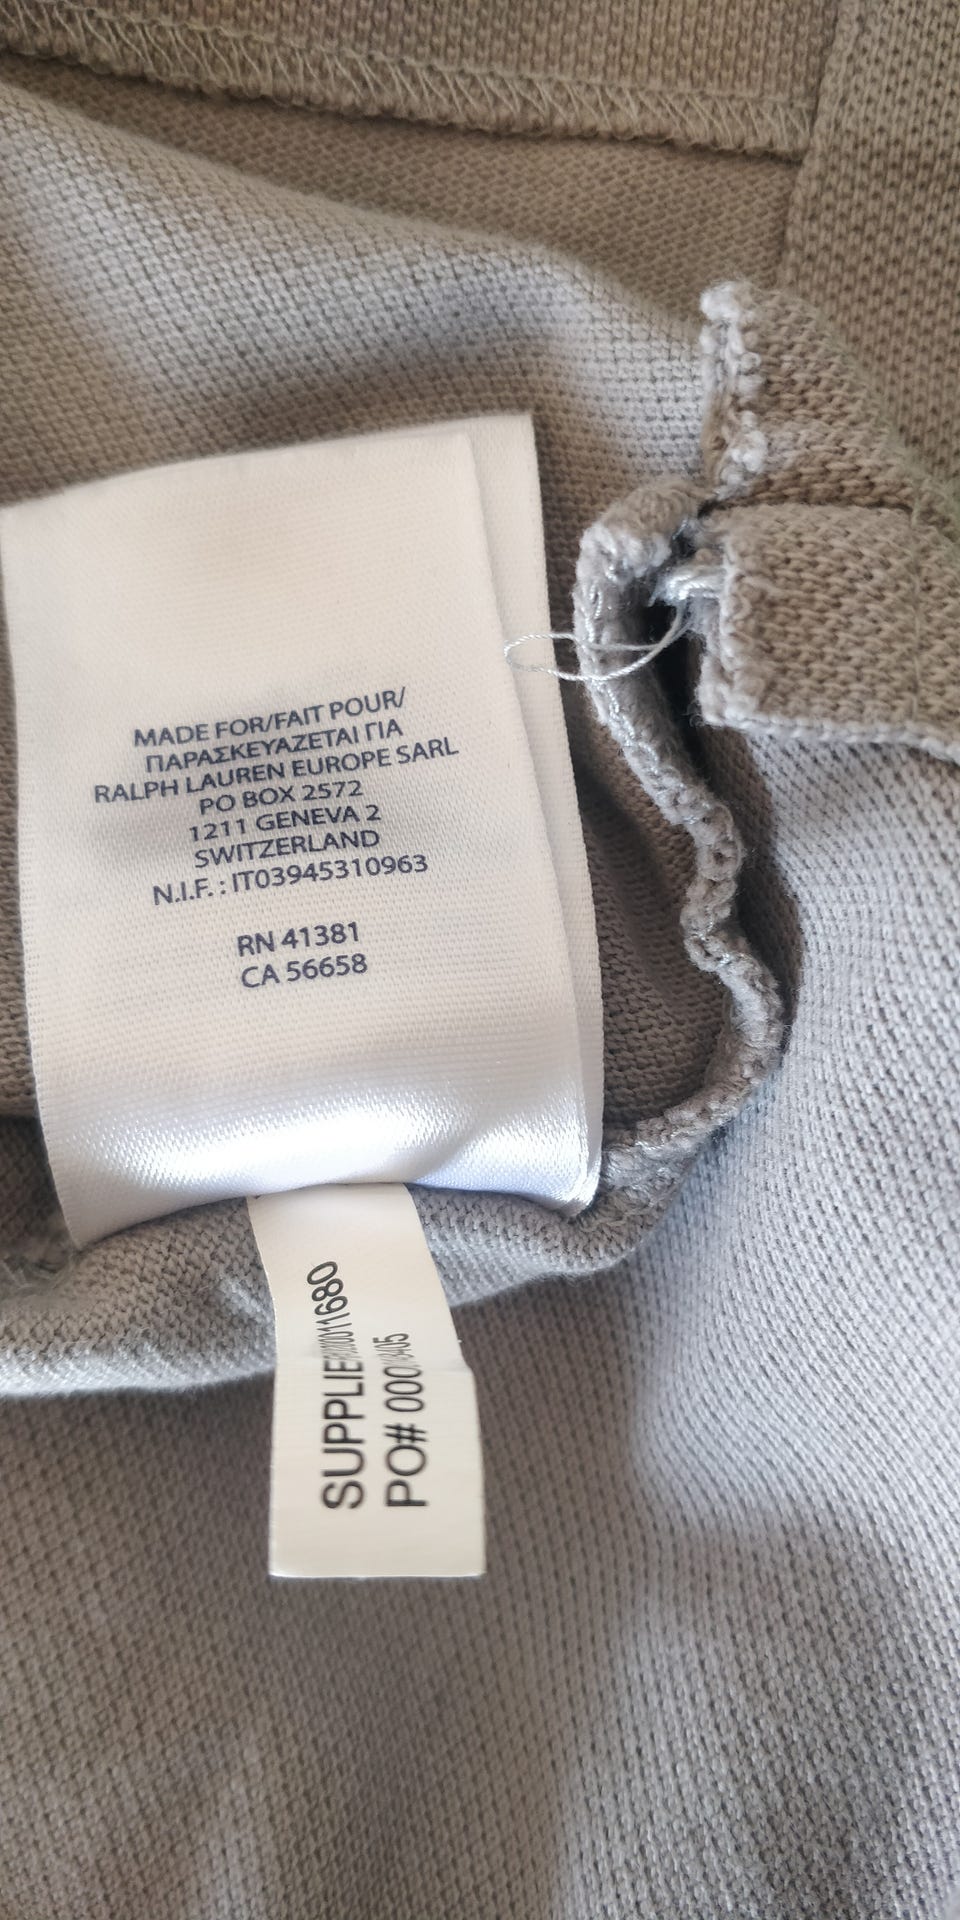 MADE FOR/FAIT POUR/
ΠΑΡΑΣΚΕΥΑΖΕΤΑΙ ΓΙΑ
RALPH LAUREN EUROPE SARL
PO BOX 2572
1211 GENEVA 2
SWITZERLAND
N.I.F. : IT03945310963
RN 41381
CA 56658
PO#